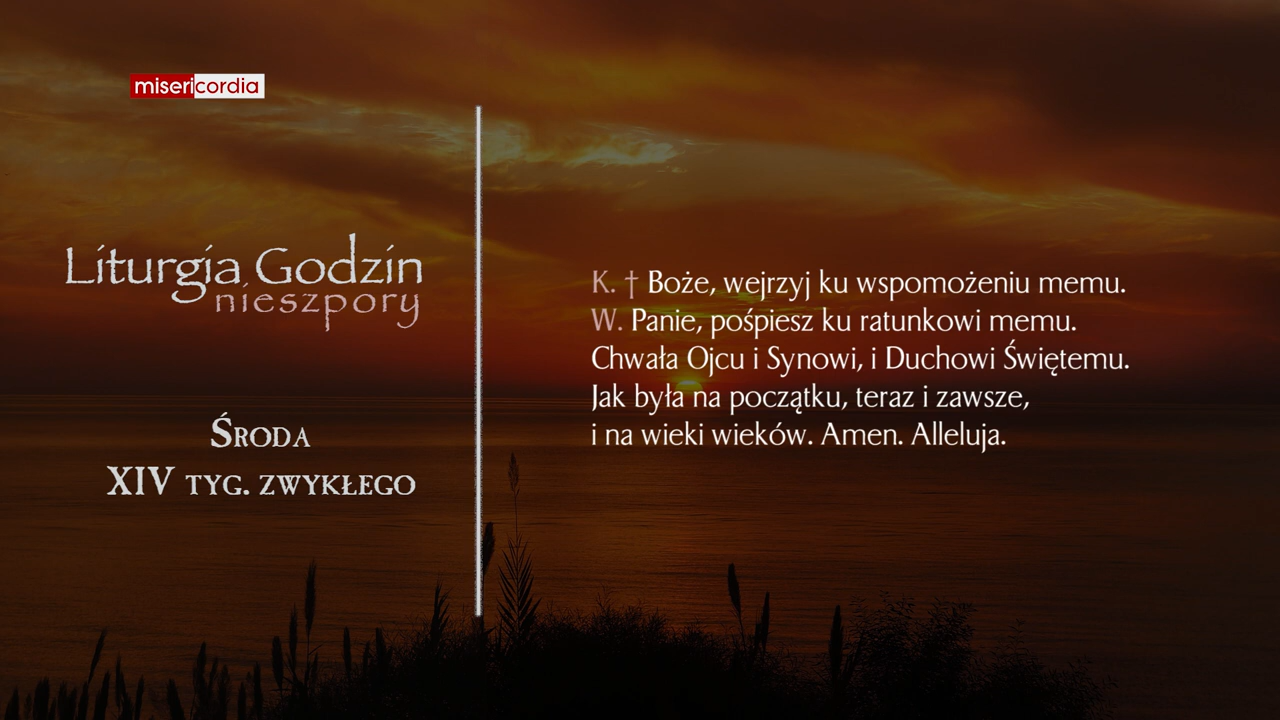 misericordia
Liturgia Godzin
nieszpory
Środa
XIV tyg. zwykłego
K. † Boże, wejrzyj ku wspomożeniu memu.
W. Panie, pośpiesz ku ratunkowi memu.
Chwała Ojcu i Synowi, i Duchowi Świętemu.
Jak była na początku, teraz i zawsze,
i na wieki wieków. Amen. Alleluja.